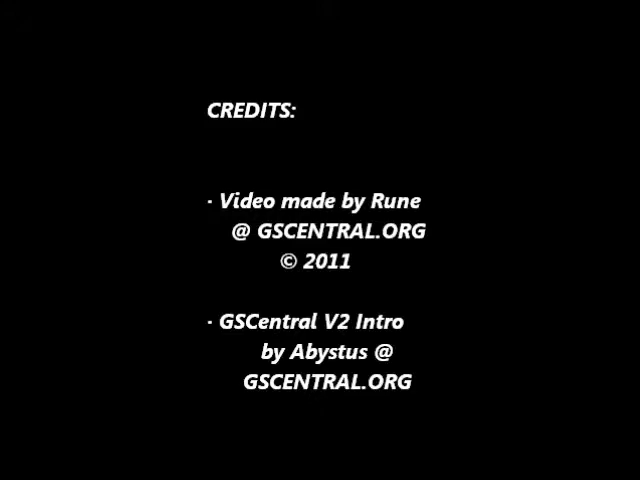 CREDITS:
· Video made by Rune
@ GSCENTRAL.ORG
© 2011
· GSCentral V2 Intro
by Abystus @
GSCENTRAL.ORG